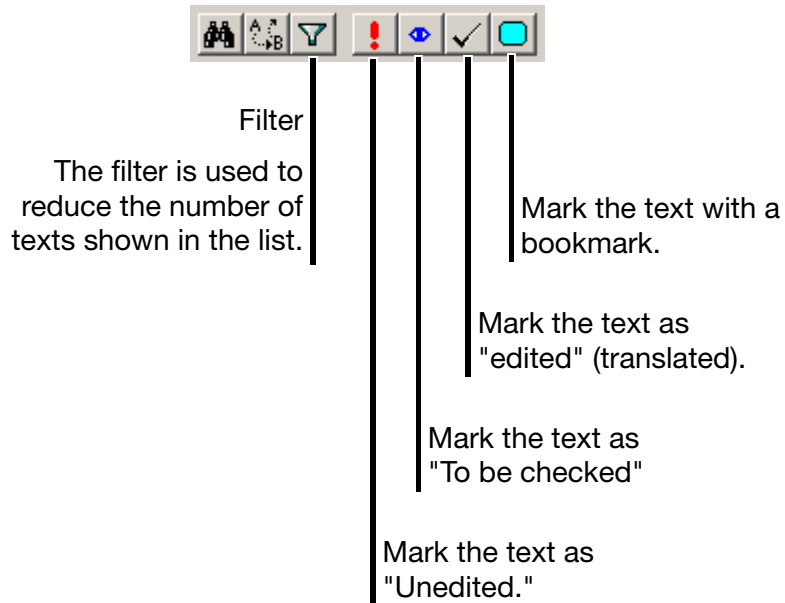 A
B
Filter
The filter is used to
reduce the number of
texts shown in the list.
Mark the text with a
bookmark.
Mark the text as
"edited" (translated).
Mark the text as
"To be checked"
Mark the text as
"Unedited."